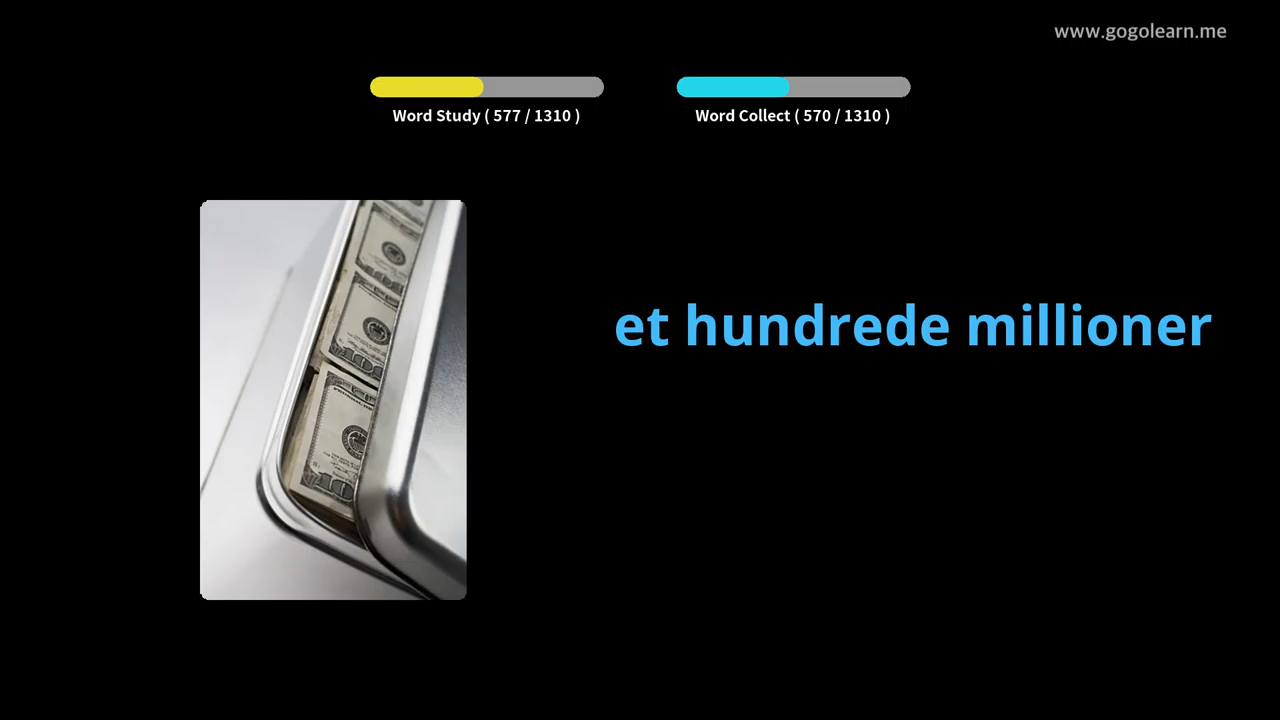 www.gogolearn.me
Word Study ( 577 / 1310 )
Word Collect ( 570 / 1310 )
et hundrede millioner